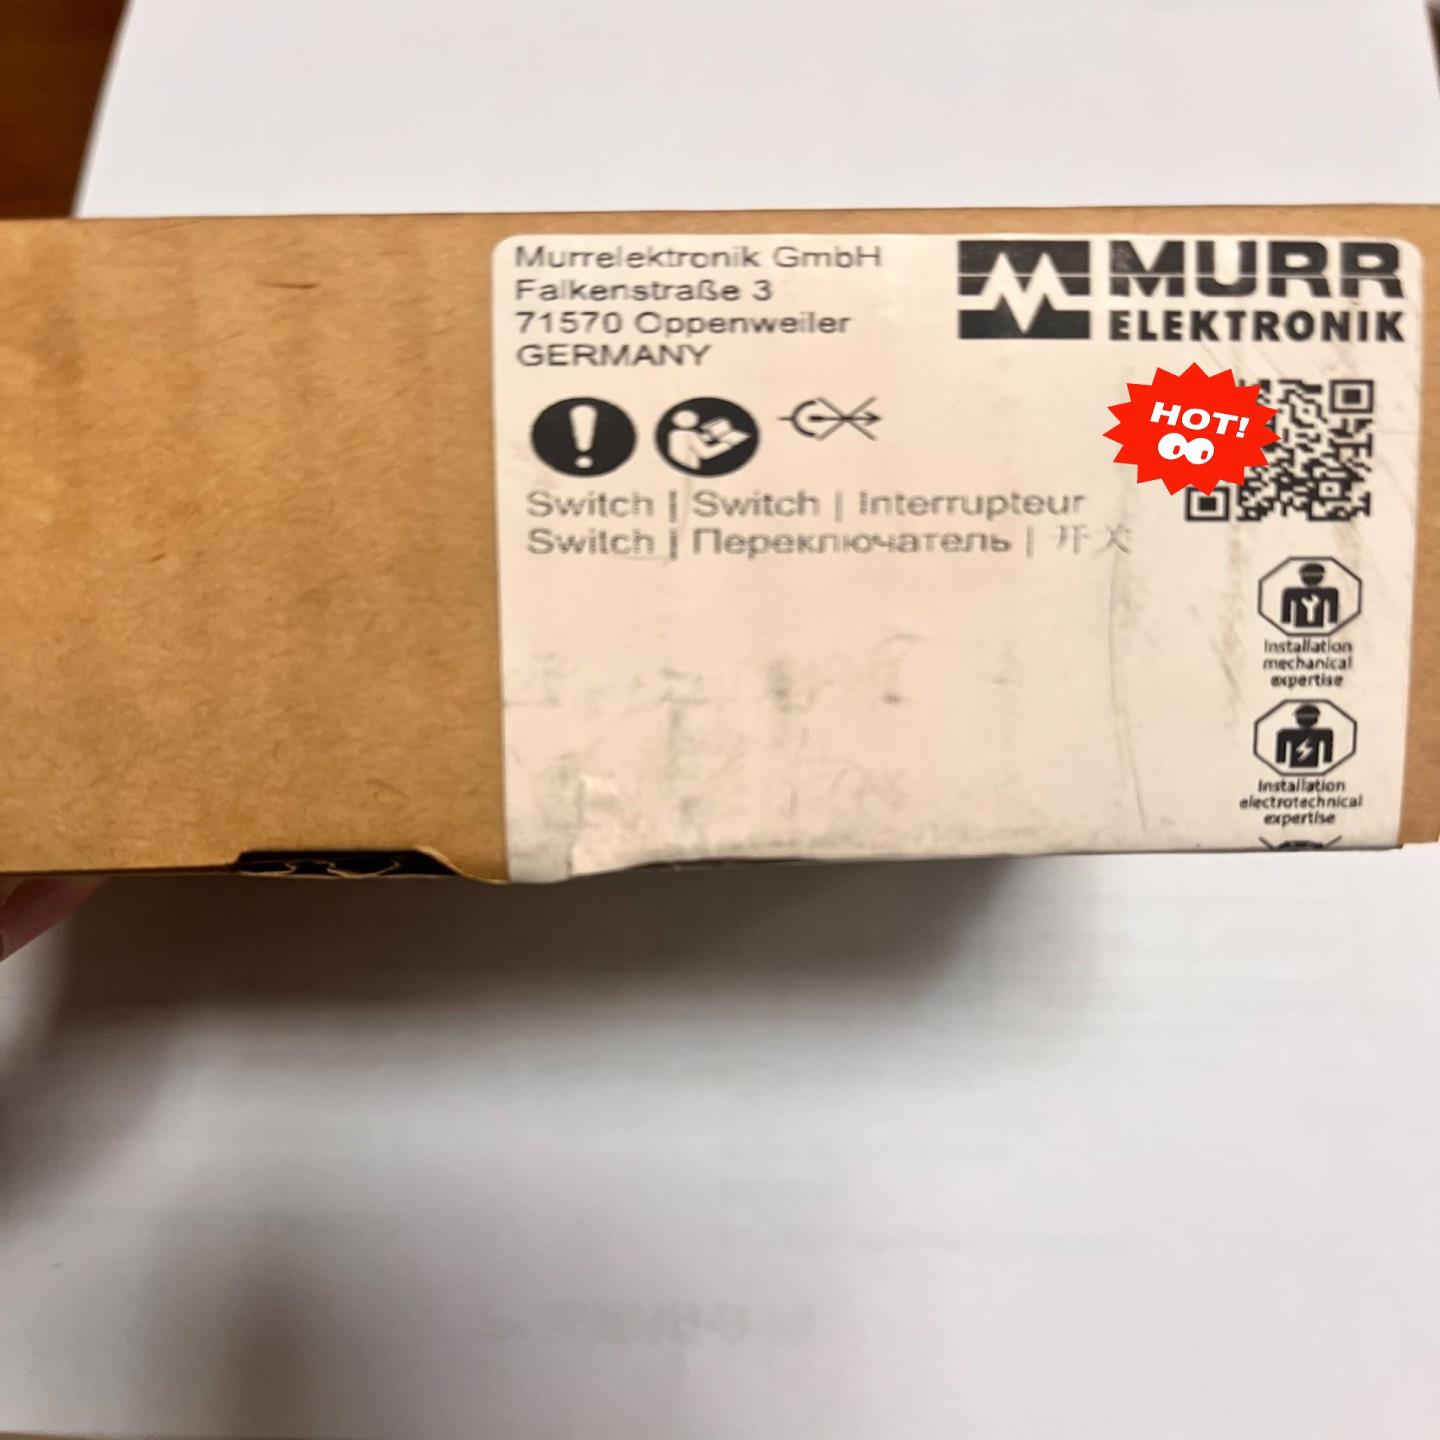 Murrelektronik GmbH
Falkenstraße 3
71570 Oppenweiler
GERMANY
MURR
ELEKTRONIK
HOT!
Switch | Switch | Interrupteur
Switch | Переключатель | 开关
Installation
mechanical
expertise
Installation
electrotechnical
expertise